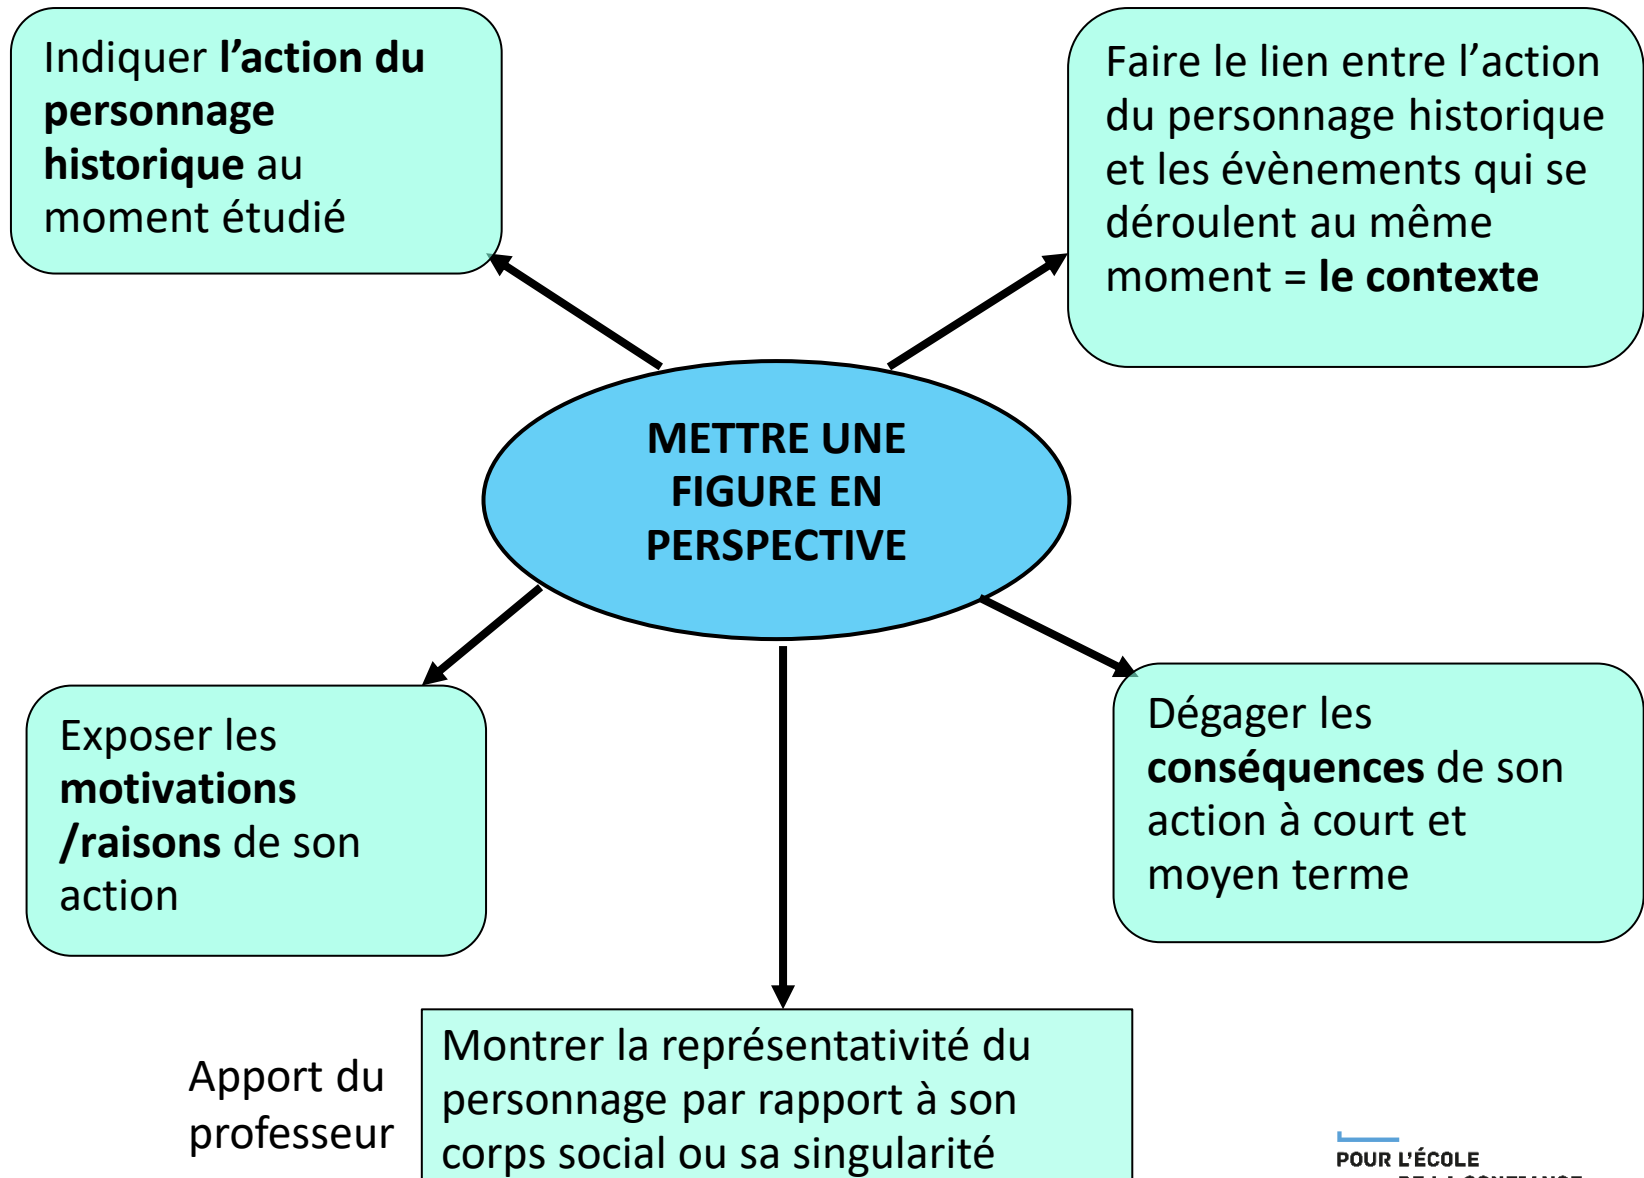 Indiquer l’action du
personnage
historique au
moment étudié
Faire le lien entre l’action
du personnage historique
et les évènements qui se
déroulent au même
moment = le contexte
METTRE UNE
FIGURE EN
PERSPECTIVE
Exposer les
motivations
/raisons de son
action
Dégager les
conséquences de son
action à court et
moyen terme
Apport du
professeur
Montrer la représentativité du
personnage par rapport à son
corps social ou sa singularité
POUR L’ÉCOLE
DE LA CONFIANCE